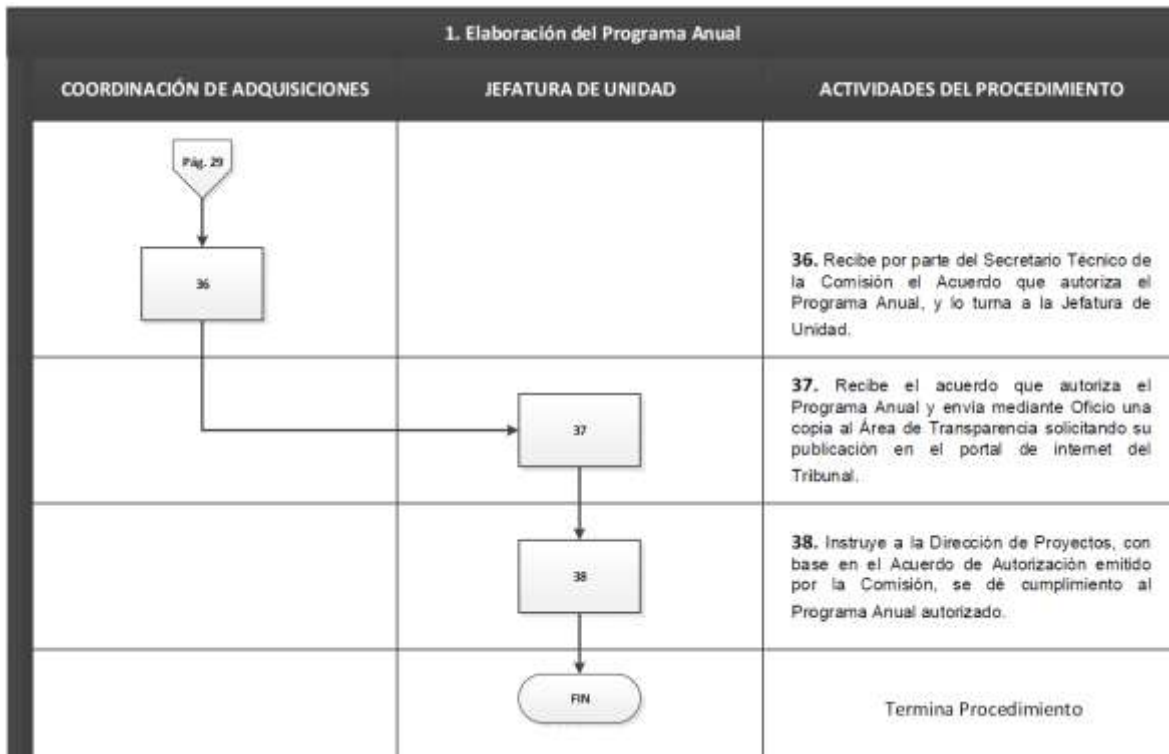 1. Elaboración del Programa Anual
COORDINACIÓN DE ADQUISICIONES
JEFATURA DE UNIDAD
ACTIVIDADES DEL PROCEDIMIENTO
Pág. 29
36
36. Recibe por parte del Secretario Técnico de
la Comisión el Acuerdo que autoriza el
Programa Anual, y lo turna a la Jefatura de
Unidad.
37
37. Recibe el acuerdo que autoriza el
Programa Anual y envía mediante Oficio una
copia al Área de Transparencia solicitando su
publicación en el portal de internet del
Tribunal.
38
38. Instruye a la Dirección de Proyectos, con
base en el Acuerdo de Autorización emitido
por la Comisión, se dé cumplimiento al
Programa Anual autorizado.
FIN
Termina Procedimiento